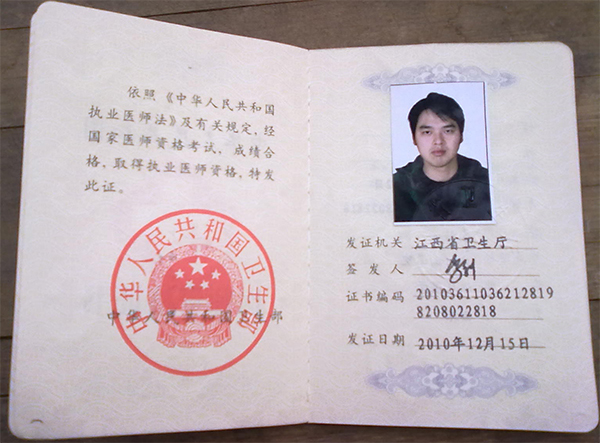 依照《中华人民共和国
执业医师法》及有关规定，经
国家医师资格考试，成绩合
格，取得执业医师资格，特发
此证。
中华人民共和国卫生部
中华人民共和国卫生部
发证机关 江西省卫生厅
签发人
证书编码 20103611036212819
8208022818
发证日期 2010年12月15日